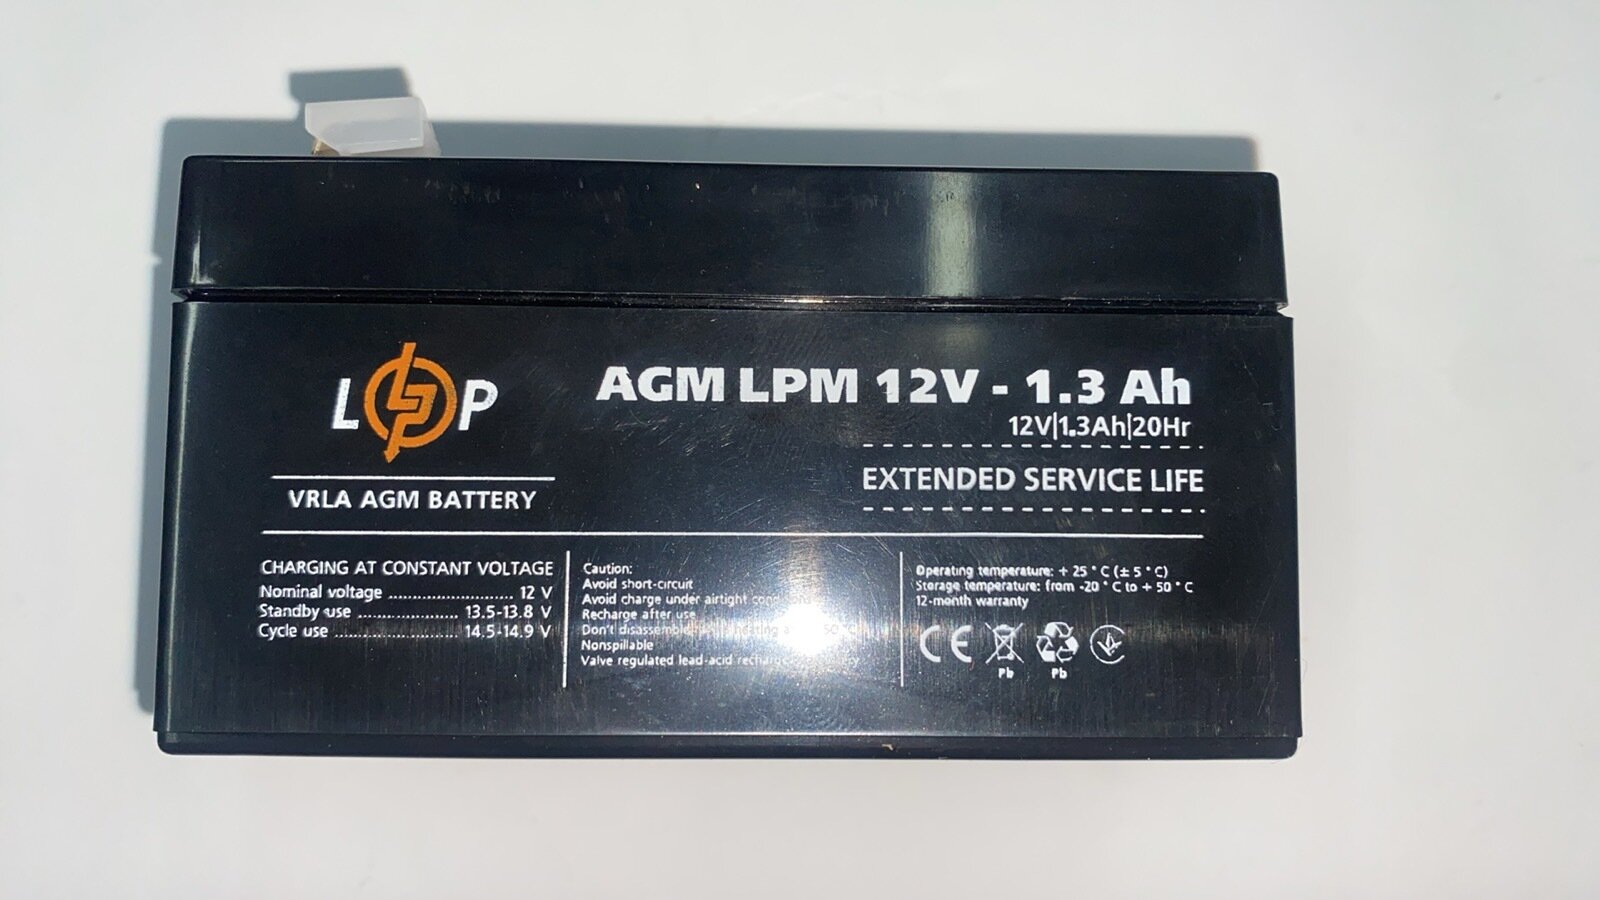 L P
VRLA AGM BATTERY
AGM LPM 12V - 1.3 Ah
12V|1.3Ah|20Hr
EXTENDED SERVICE LIFE
CHARGING AT CONSTANT VOLTAGE
Nominal voltage ......................... 12 V
Standby use .................... 13.5-13.8 V
Cycle use ......................... 14.5-14.9 V
Caution:
Avoid short-circuit
Avoid charge under airtight
Recharge after use
Don't disassemble
Nonspillable
Valve regulated lead-acid
Operating temperature: + 25 ° C (± 5 ° C)
Storage temperature: from -20 ° C to + 50 ° C
12-month warranty
CE
Pb Pb